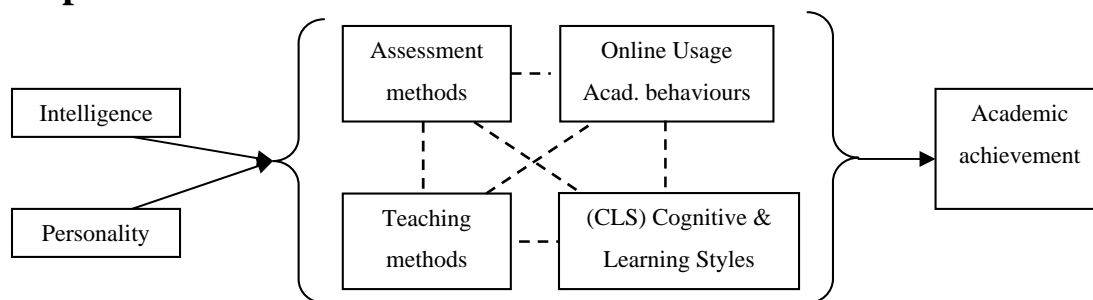 Assessment
methods
Online Usage
Acad. behaviours
Intelligence
Personality
Teaching
methods
(CLS) Cognitive &
Learning Styles
Academic
achievement